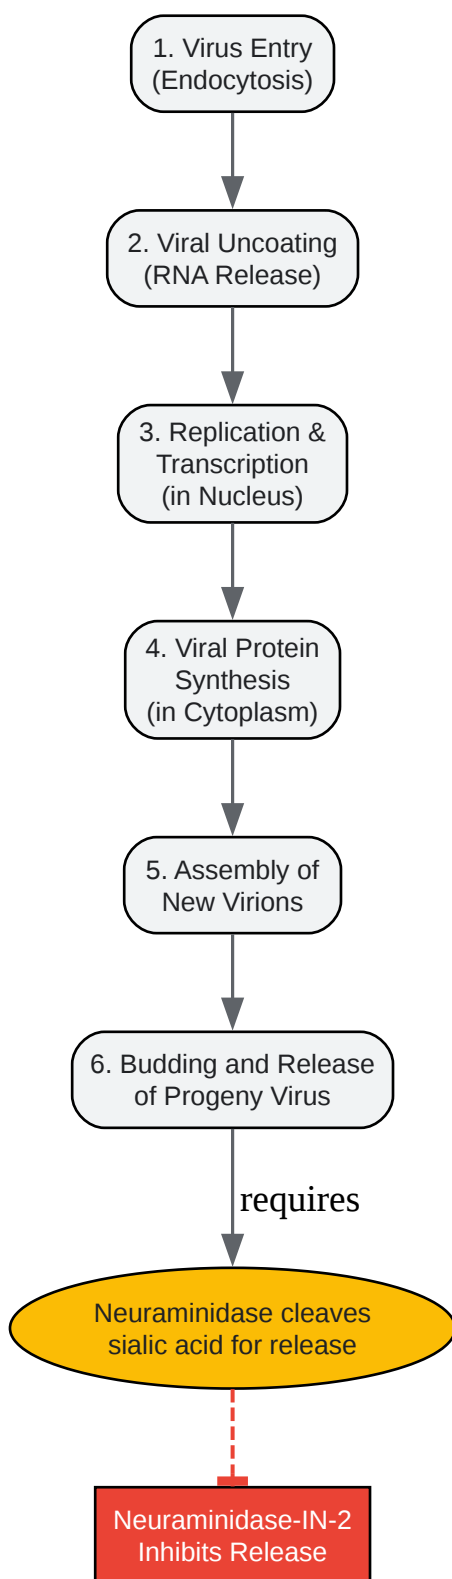 1. Virus Entry
(Endocytosis)
2. Viral Uncoating
(RNA Release)
3. Replication &
Transcription
(in Nucleus)
4. Viral Protein
Synthesis
(in Cytoplasm)
5. Assembly of
New Virions
6. Budding and Release
of Progeny Virus
requires
Neuraminidase cleaves
sialic acid for release
Neuraminidase-IN-2
Inhibits Release